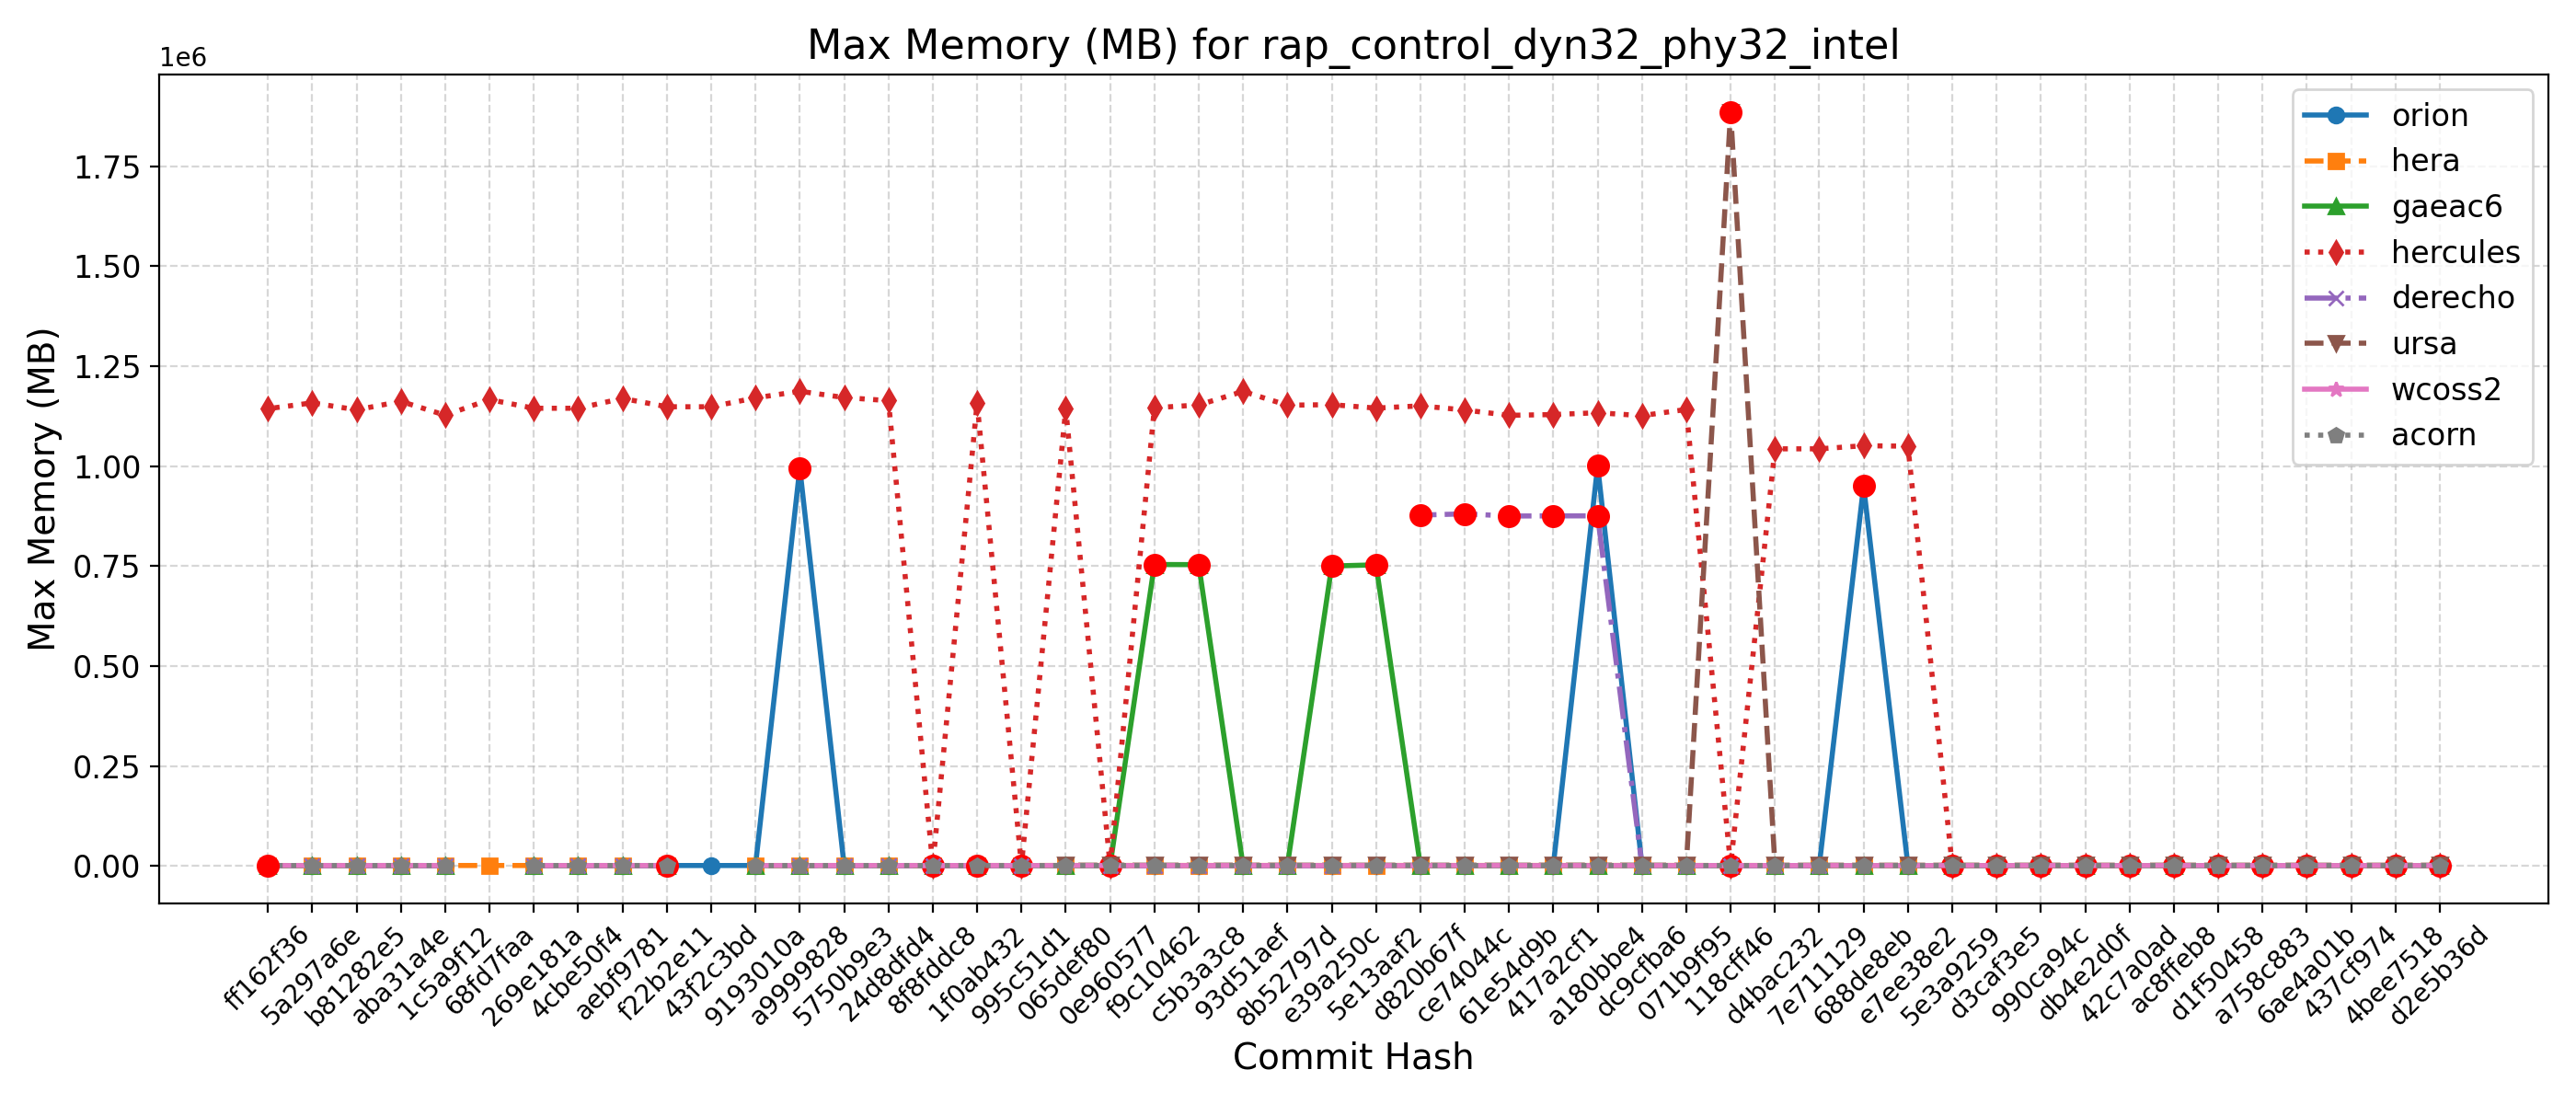 Max Memory (MB) for rap_control_dyn32_phy32_intel
1e6
1.75
1.50
1.25
1.00
0.75
0.50
0.25
0.00
Max Memory (MB)
orion
hera
gaeac6
hercules
derecho
ursa
wcoss2
acorn
ff162f36
5a297a6e
b81282e5
aba31a4e
1c5a9f12
68fd7faa
269e181a
4cbe50f4
aebf9781
f22b2e11
43f2c3bd
9193010a
a9999828
5750b9e3
24d8dfd4
8f8fddc8
1f0ab432
995c51d1
065def80
0e960577
f9c10462
c5b3a3c8
93d51aef
8b52797d
e39a250c
5e13aaf2
d820b67f
ce74044c
61e54d9b
417a2cf1
a180bbe4
dc9cfba6
071b9f95
118cff46
d4bac232
7e711129
688de8eb
e7ee38e2
5e3a9259
d3caf3e5
990ca94c
db4e2d0f
42c7a0ad
ac8ffeb8
d1f50458
a758c883
6ae4a01b
437cf974
4bee7518
d2e5b36d
Commit Hash